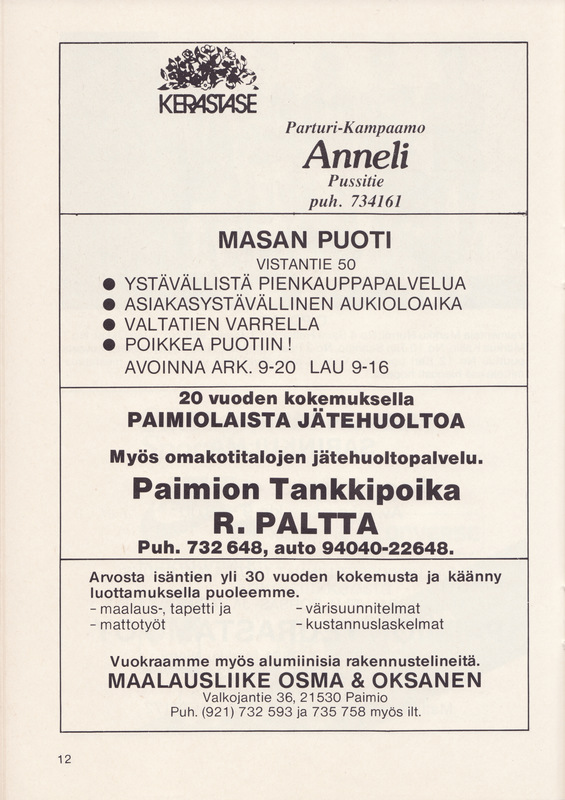 KERASTASE
Parturi-Kampaamo
Anneli
Pussitie
puh. 734161
MASAN PUOTI
VISTANTIE 50
● YSTÄVÄLLISTÄ PIENKAUPPAPALVELUA
● ASIAKASYSTÄVÄLLINEN AUKIOLOAIKA
● VALTATIEN VARRELLA
● POIKKEA PUOTIIN !
AVOINNA ARK. 9-20 LAU 9-16
20 vuoden kokemuksella
PAIMIOLAISTA JÄTEHUOLTOA
Myös omakotitalojen jätehuoltopalvelu.
Paimion Tankkipoika
R. PALTTA
Puh. 732 648, auto 94040-22648.
Arvosta isäntien yli 30 vuoden kokemusta ja käänny
luottamuksella puoleemme.
- maalaus-, tapetti ja - värisuunnitelmat
- mattotyöt - kustannuslaskelmat
Vuokraamme myös alumiinisia rakennustelineitä.
MAALAUSLIIKE OSMA & OKSANEN
Valkojantie 36, 21530 Paimio
Puh. (921) 732 593 ja 735 758 myös ilt.
12